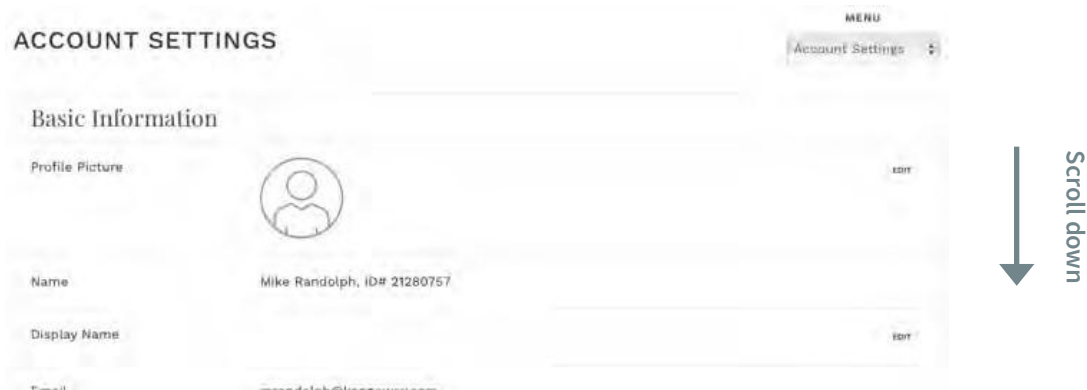 MENU
ACCOUNT SETTINGS
Account Settings
Basic Information
Profile Picture
EDIT
Name
Mike Randolph, ID# 21280757
Display Name
EDIT
Email
Scroll down